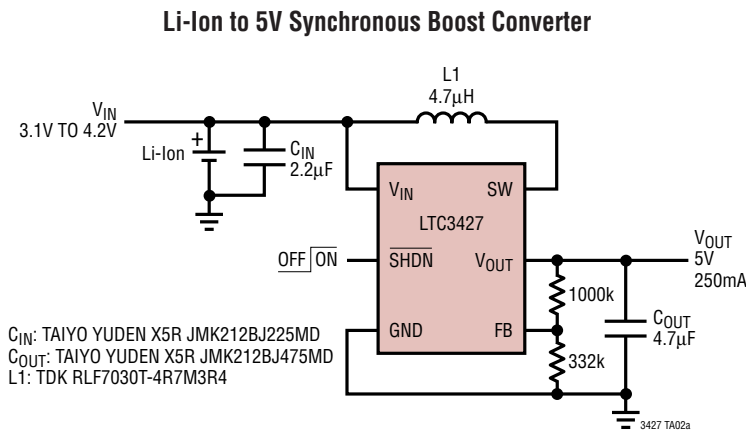 Li-Ion to 5V Synchronous Boost Converter
L1
4.7µH
VIN
3.1V TO 4.2V
+
Li-Ion
CIN
2.2µF
VIN
SW
LTC3427
OFF ON
SHDN
VOUT
VOUT
5V
250mA
1000k
GND
FB
COUT
4.7µF
332k
CIN: TAIYO YUDEN X5R JMK212BJ225MD
COUT: TAIYO YUDEN X5R JMK212BJ475MD
L1: TDK RLF7030T-4R7M3R4
3427 TA02a